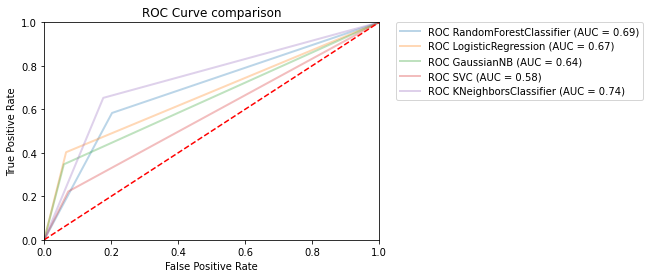 ROC Curve comparison
ROC RandomForestClassifier (AUC = 0.69)
ROC LogisticRegression (AUC = 0.67)
ROC GaussianNB (AUC = 0.64)
ROC SVC (AUC = 0.58)
ROC KNeighborsClassifier (AUC = 0.74)
True Positive Rate
1.0
0.8
0.6
0.4
0.2
0.0
0.0 0.2 0.4 0.6 0.8 1.0
False Positive Rate